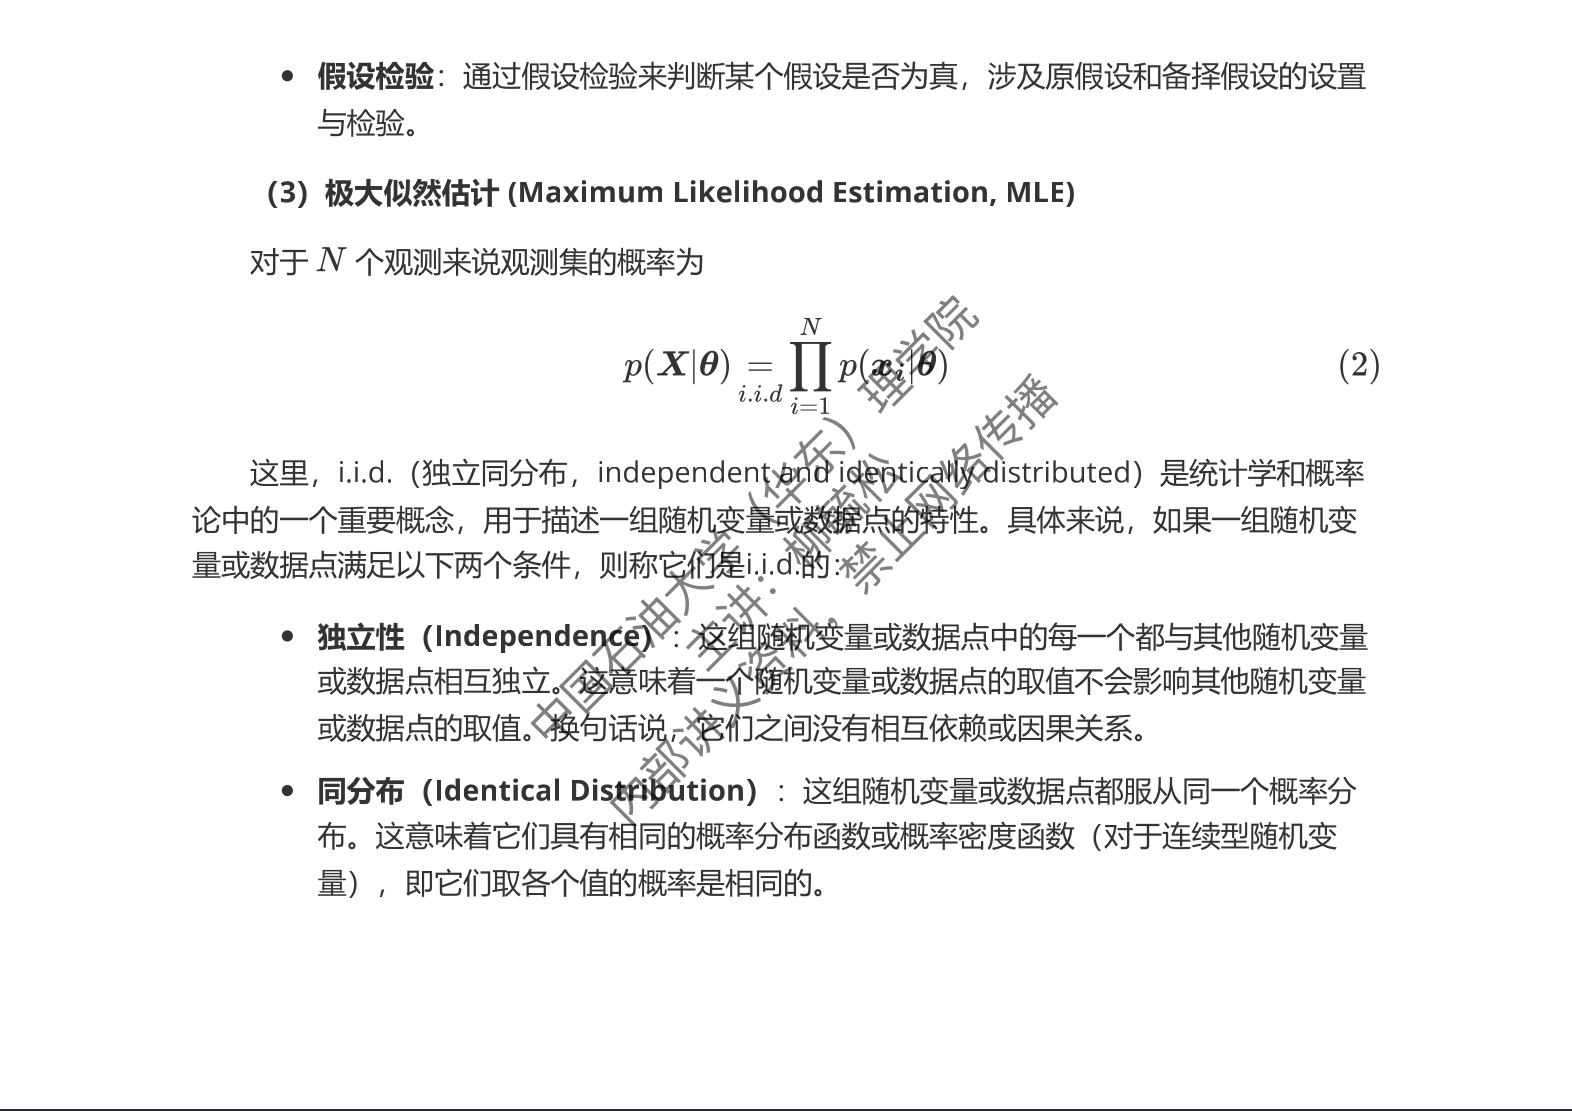 • 假设检验：通过假设检验来判断某个假设是否为真，涉及原假设和备择假设的设置
与检验。
（3）极大似然估计 (Maximum Likelihood Estimation, MLE)
对于 N 个观测来说观测集的概率为
p(X|θ) =_{i.i.d} ∏_{i=1}^{N} p(x_i|θ) (2)
这里，i.i.d.（独立同分布，independent and identically distributed）是统计学和概率
论中的一个重要概念，用于描述一组随机变量或数据点的特性。具体来说，如果一组随机变
量或数据点满足以下两个条件，则称它们是i.i.d.的：
• 独立性（Independence）：这组随机变量或数据点中的每一个都与其他随机变量
或数据点相互独立。这意味着一个随机变量或数据点的取值不会影响其他随机变量
或数据点的取值。换句话说，它们之间没有相互依赖或因果关系。
• 同分布（Identical Distribution）：这组随机变量或数据点都服从同一个概率分
布。这意味着它们具有相同的概率分布函数或概率密度函数（对于连续型随机变
量），即它们取各个值的概率是相同的。
中国石油大学（华东）理学院
主讲：柳毓松
内部讲义资料，禁止网络传播